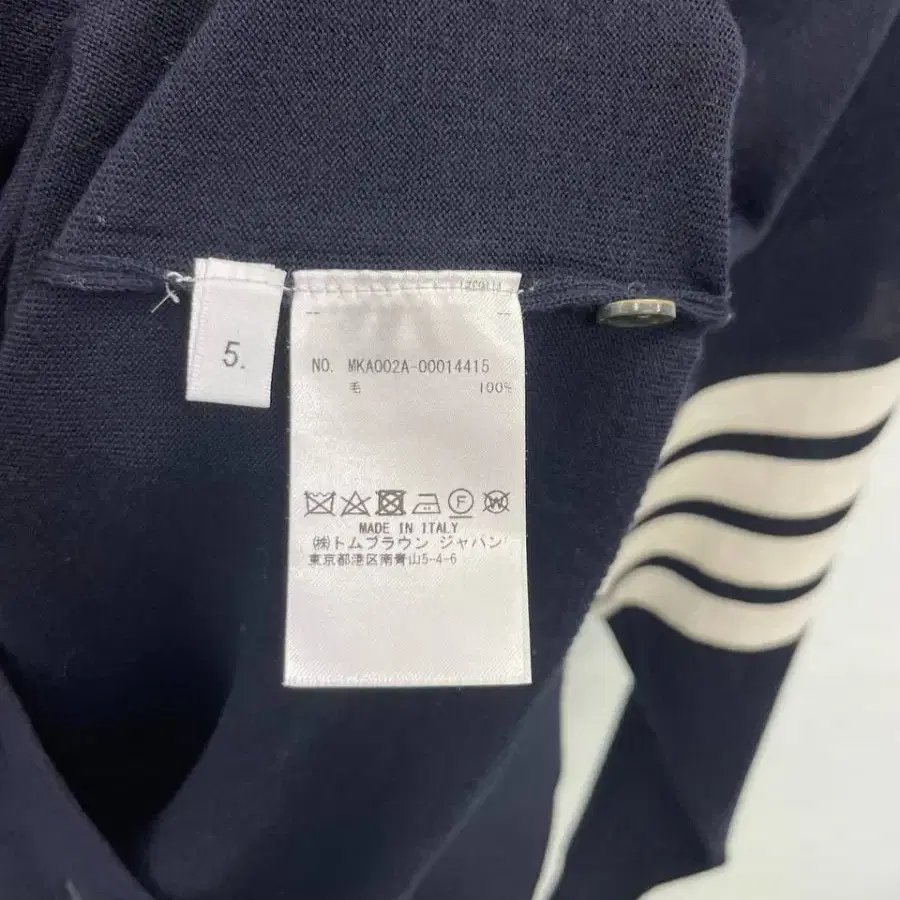 5.
NO. MKA002A-00014415
毛 100%
F W
MADE IN ITALY
㈱トムブラウン ジャパン
東京都港区南青山5-4-6